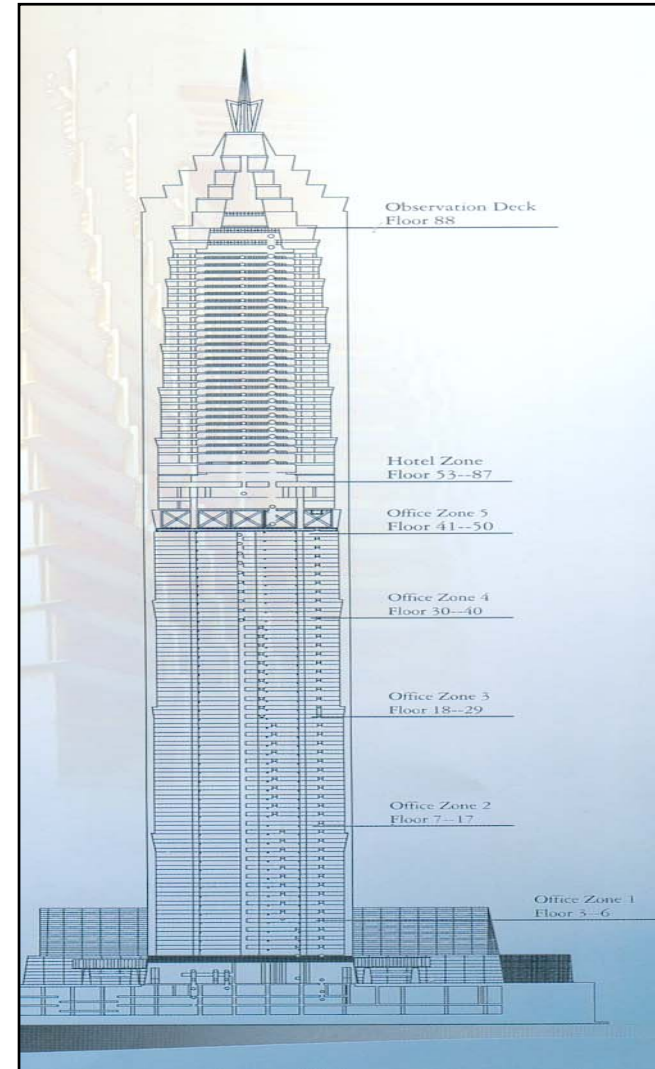 Observation Deck
Floor 88
Hotel Zone
Floor 53--87
Office Zone 5
Floor 41--50
Office Zone 4
Floor 30--40
Office Zone 3
Floor 18--29
Office Zone 2
Floor 7--17
Office Zone 1
Floor 3--6